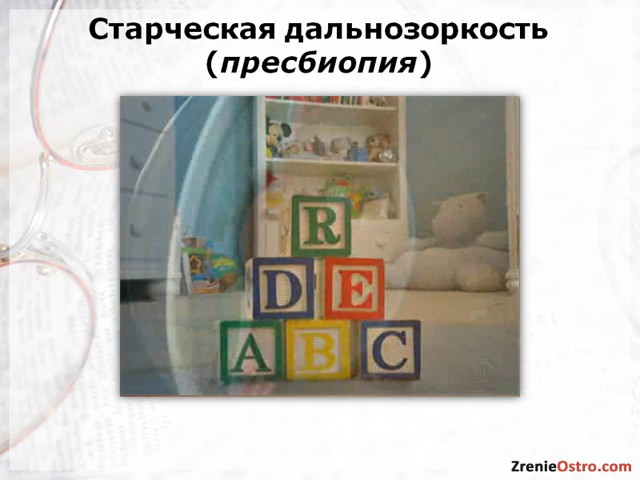 Старческая дальнозоркость
(пресбиопия)
R
D E
A B C
ZrenieOstro.com